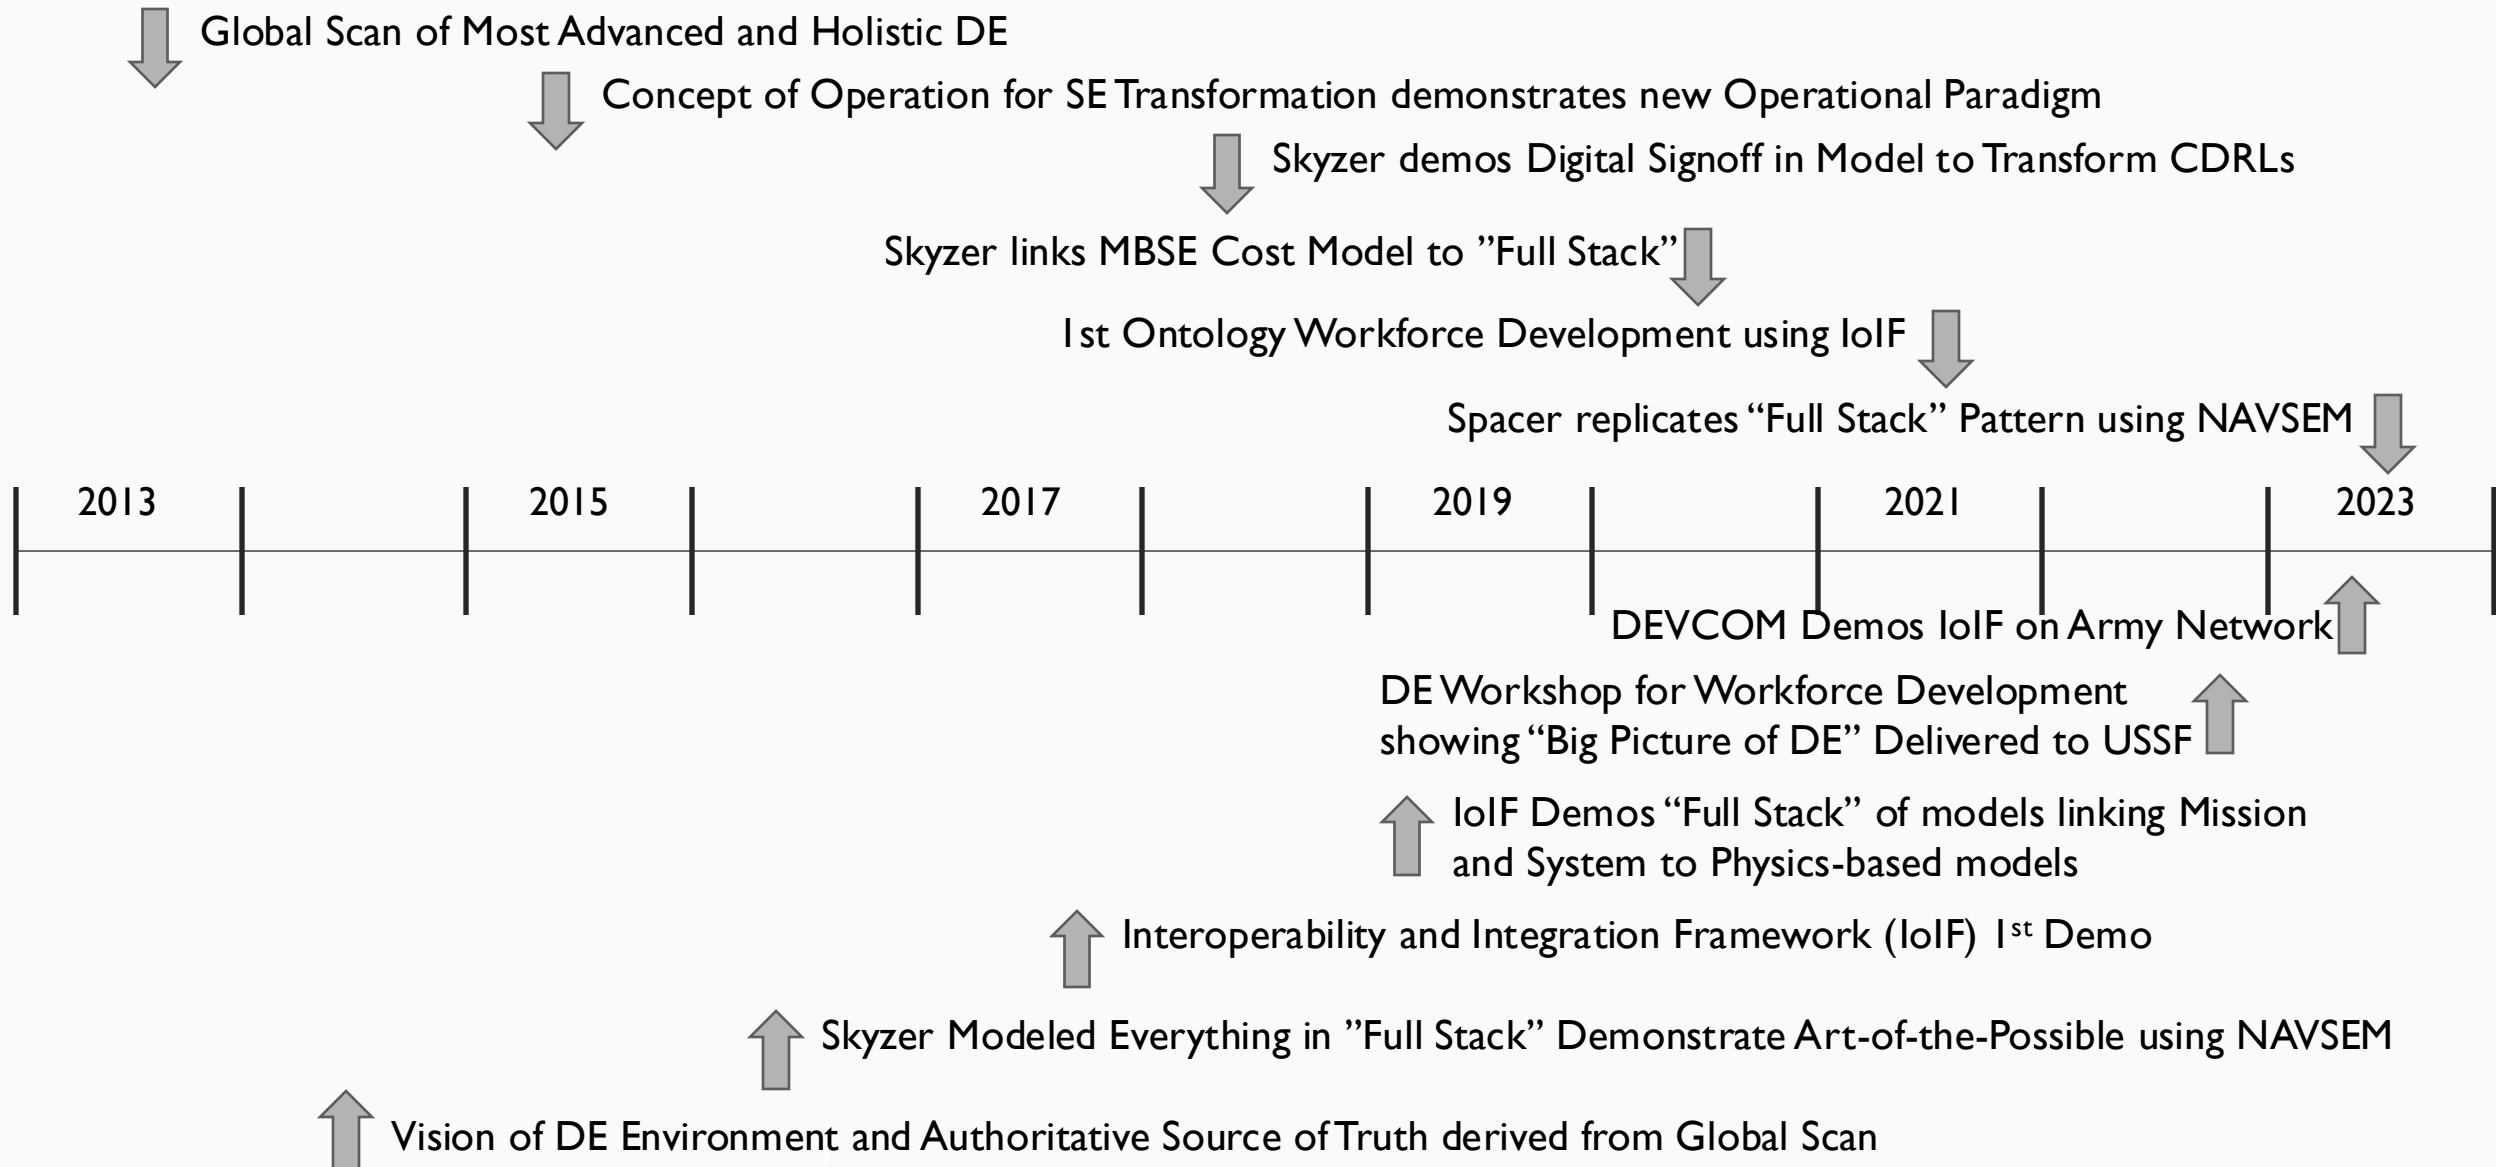 Global Scan of Most Advanced and Holistic DE
Concept of Operation for SE Transformation demonstrates new Operational Paradigm
Skyzer demos Digital Signoff in Model to Transform CDRLs
Skyzer links MBSE Cost Model to ”Full Stack”
1st Ontology Workforce Development using IoIF
Spacer replicates “Full Stack” Pattern using NAVSEM
2013 2015 2017 2019 2021 2023
DEVCOM Demos IoIF on Army Network
DE Workshop for Workforce Development
showing “Big Picture of DE” Delivered to USSF
IoIF Demos “Full Stack” of models linking Mission
and System to Physics-based models
Interoperability and Integration Framework (IoIF) 1st Demo
Skyzer Modeled Everything in ”Full Stack” Demonstrate Art-of-the-Possible using NAVSEM
Vision of DE Environment and Authoritative Source of Truth derived from Global Scan